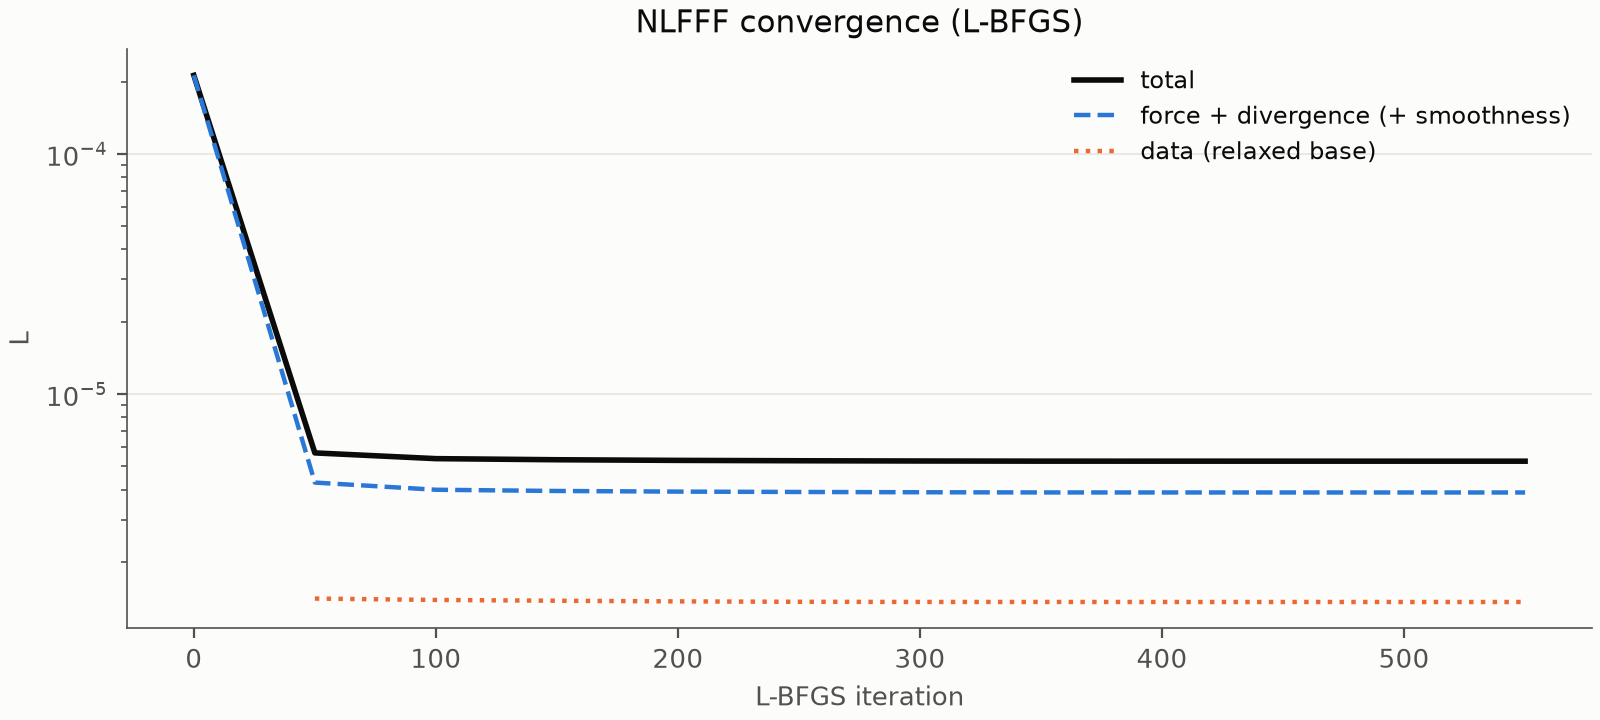 NLFFF convergence (L-BFGS)
total
force + divergence (+ smoothness)
data (relaxed base)
L
10⁻⁴
10⁻⁵
0 100 200 300 400 500
L-BFGS iteration